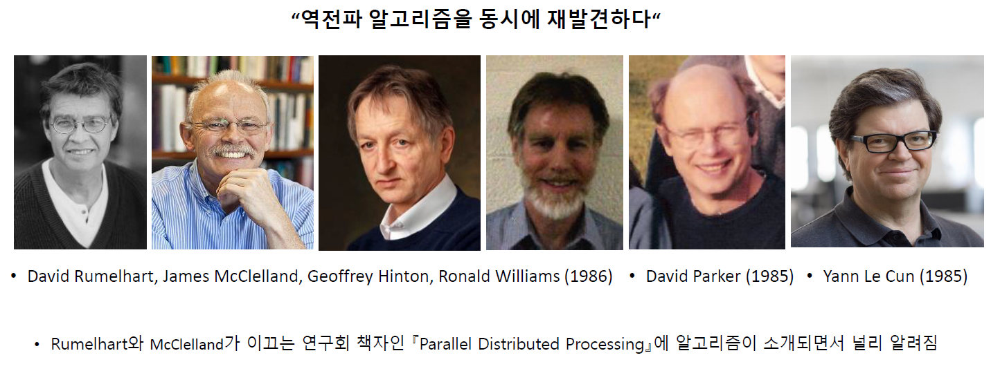 “역전파 알고리즘을 동시에 재발견하다“
• David Rumelhart, James McClelland, Geoffrey Hinton, Ronald Williams (1986) • David Parker (1985) • Yann Le Cun (1985)
• Rumelhart와 McClelland가 이끄는 연구회 책자인『Parallel Distributed Processing』에 알고리즘이 소개되면서 널리 알려짐